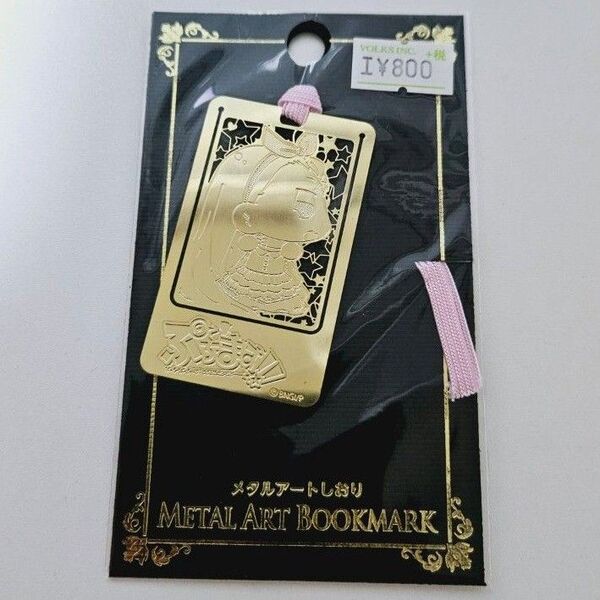 VOLKS INC. +税
I¥800
ぷちます!!
©BNGI/P
メタルアートしおり
METAL ART BOOKMARK